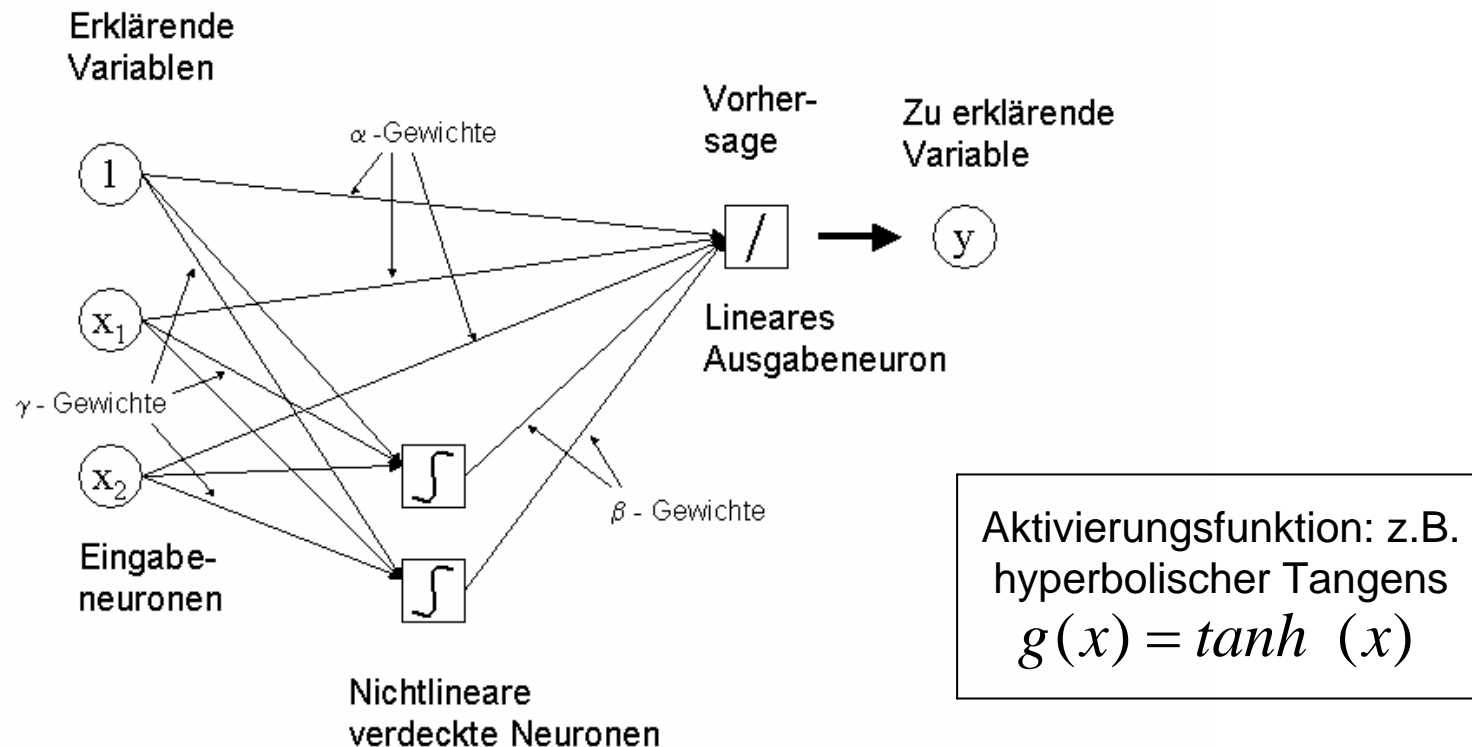 Erklärende
Variablen
α -Gewichte
Vorher-
sage
Zu erklärende
Variable
1
/
y
x₁
Lineares
Ausgabeneuron
γ - Gewichte
x₂
∫
β - Gewichte
Eingabe-
neuronen
∫
Nichtlineare
verdeckte Neuronen
Aktivierungsfunktion: z.B.
hyperbolischer Tangens
g(x) = tanh (x)